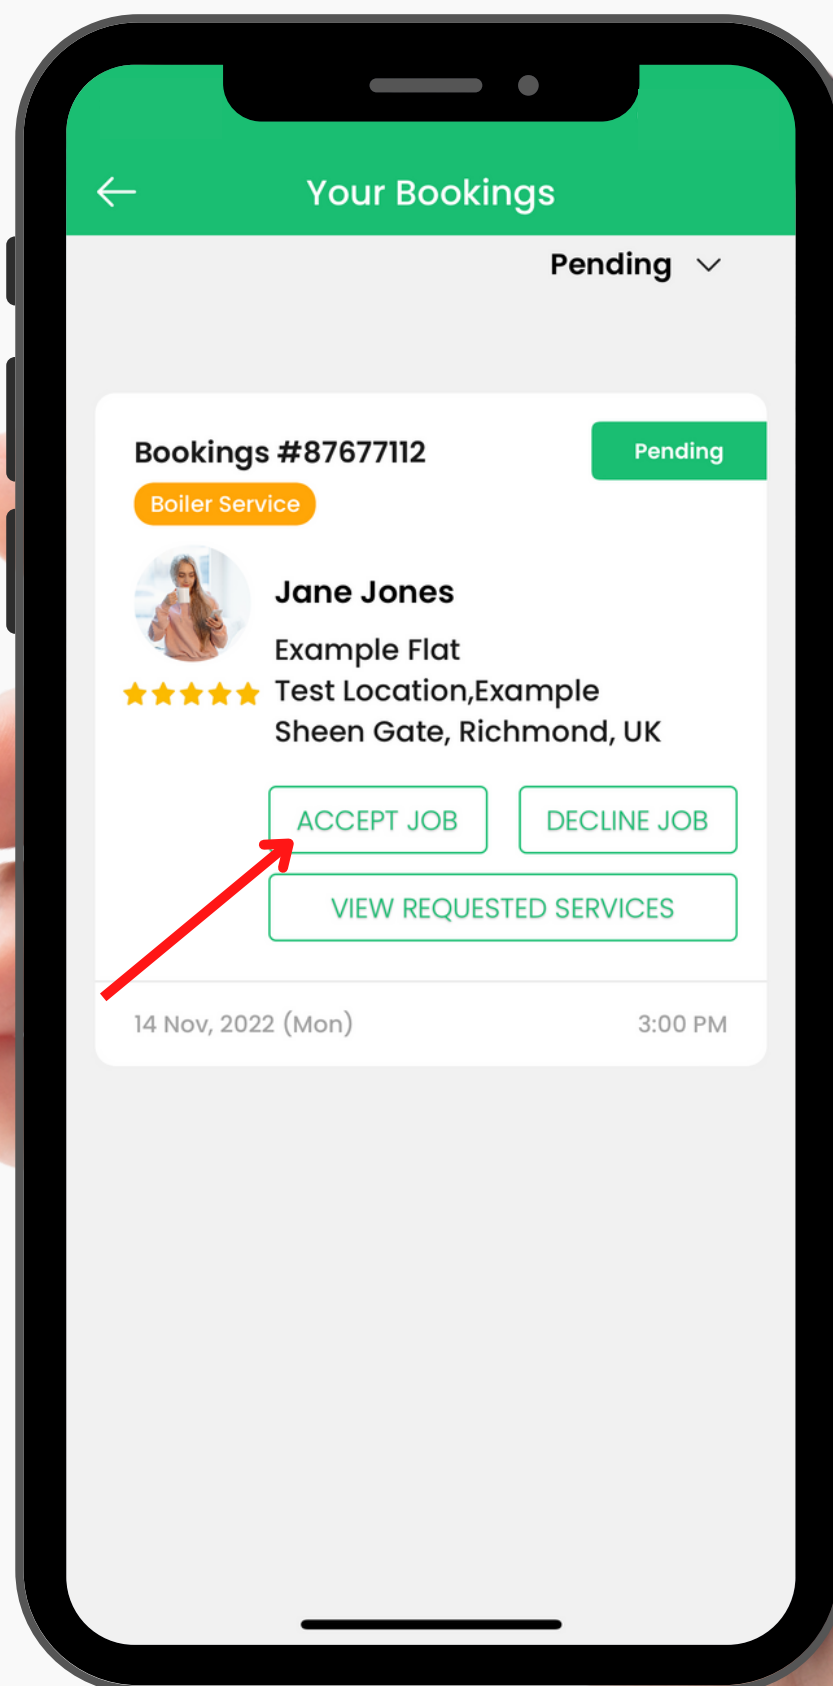 Your Bookings
Pending
Bookings #87677112
Pending
Boiler Service
Jane Jones
Example Flat
Test Location,Example
Sheen Gate, Richmond, UK
ACCEPT JOB
DECLINE JOB
VIEW REQUESTED SERVICES
14 Nov, 2022 (Mon)
3:00 PM